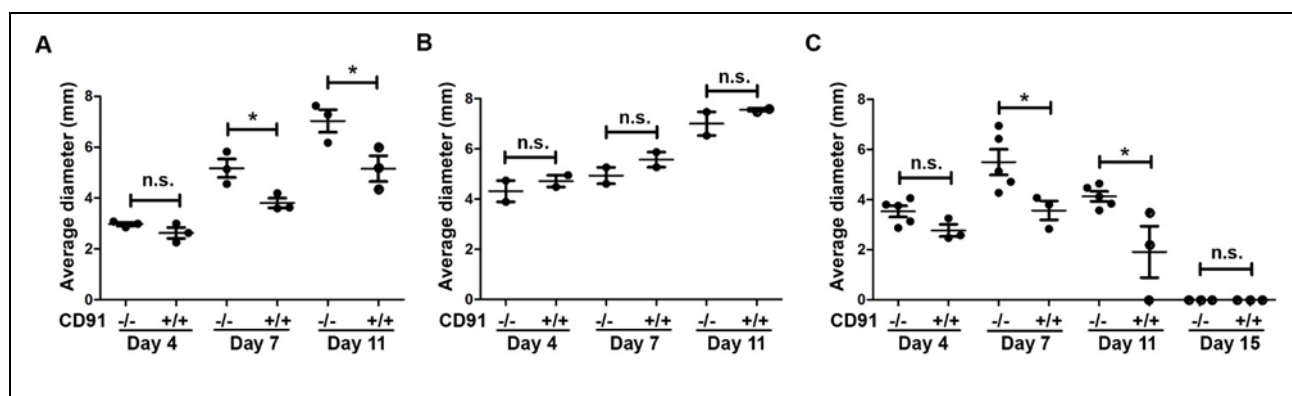 A
Average diameter (mm)
8
6
4
2
0
n.s.
*
*
CD91 -/- +/+ -/- +/+ -/- +/+
Day 4 Day 7 Day 11
B
Average diameter (mm)
8
6
4
2
0
n.s.
n.s.
n.s.
CD91 -/- +/+ -/- +/+ -/- +/+
Day 4 Day 7 Day 11
C
Average diameter (mm)
8
6
4
2
0
n.s.
*
*
n.s.
CD91 -/- +/+ -/- +/+ -/- +/+ -/- +/+
Day 4 Day 7 Day 11 Day 15